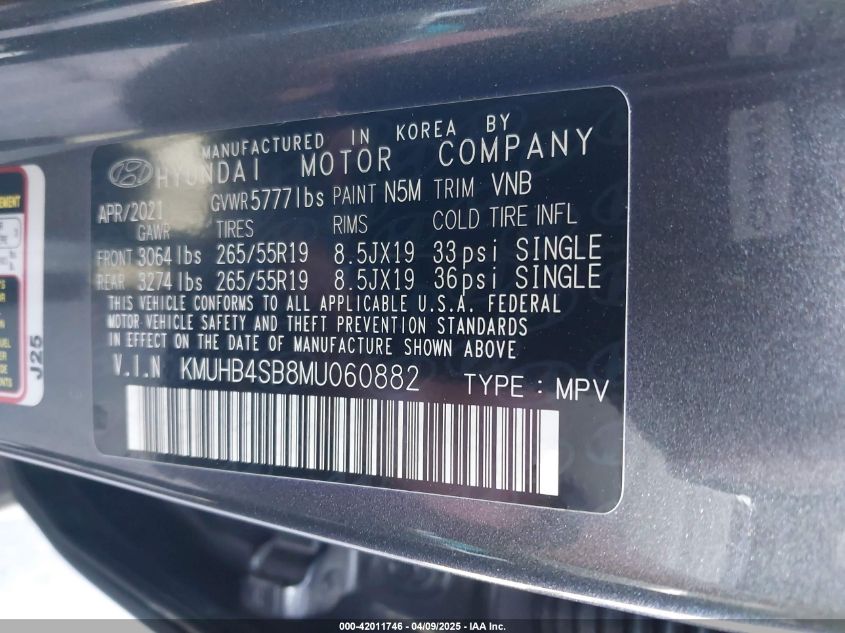 MANUFACTURED IN KOREA BY
HYUNDAI MOTOR COMPANY
APR/2021 GVWR 5777lbs PAINT N5M TRIM VNB
GAWR TIRES RIMS COLD TIRE INFL
FRONT 3064lbs 265/55R19 8.5JX19 33psi SINGLE
REAR 3274lbs 265/55R19 8.5JX19 36psi SINGLE
THIS VEHICLE CONFORMS TO ALL APPLICABLE U.S.A. FEDERAL
MOTOR VEHICLE SAFETY AND THEFT PREVENTION STANDARDS
IN EFFECT ON THE DATE OF MANUFACTURE SHOWN ABOVE
V.I.N KMUHB4SB8MU060882 TYPE : MPV
J25
000-42011746 - 04/09/2025 - IAA Inc.